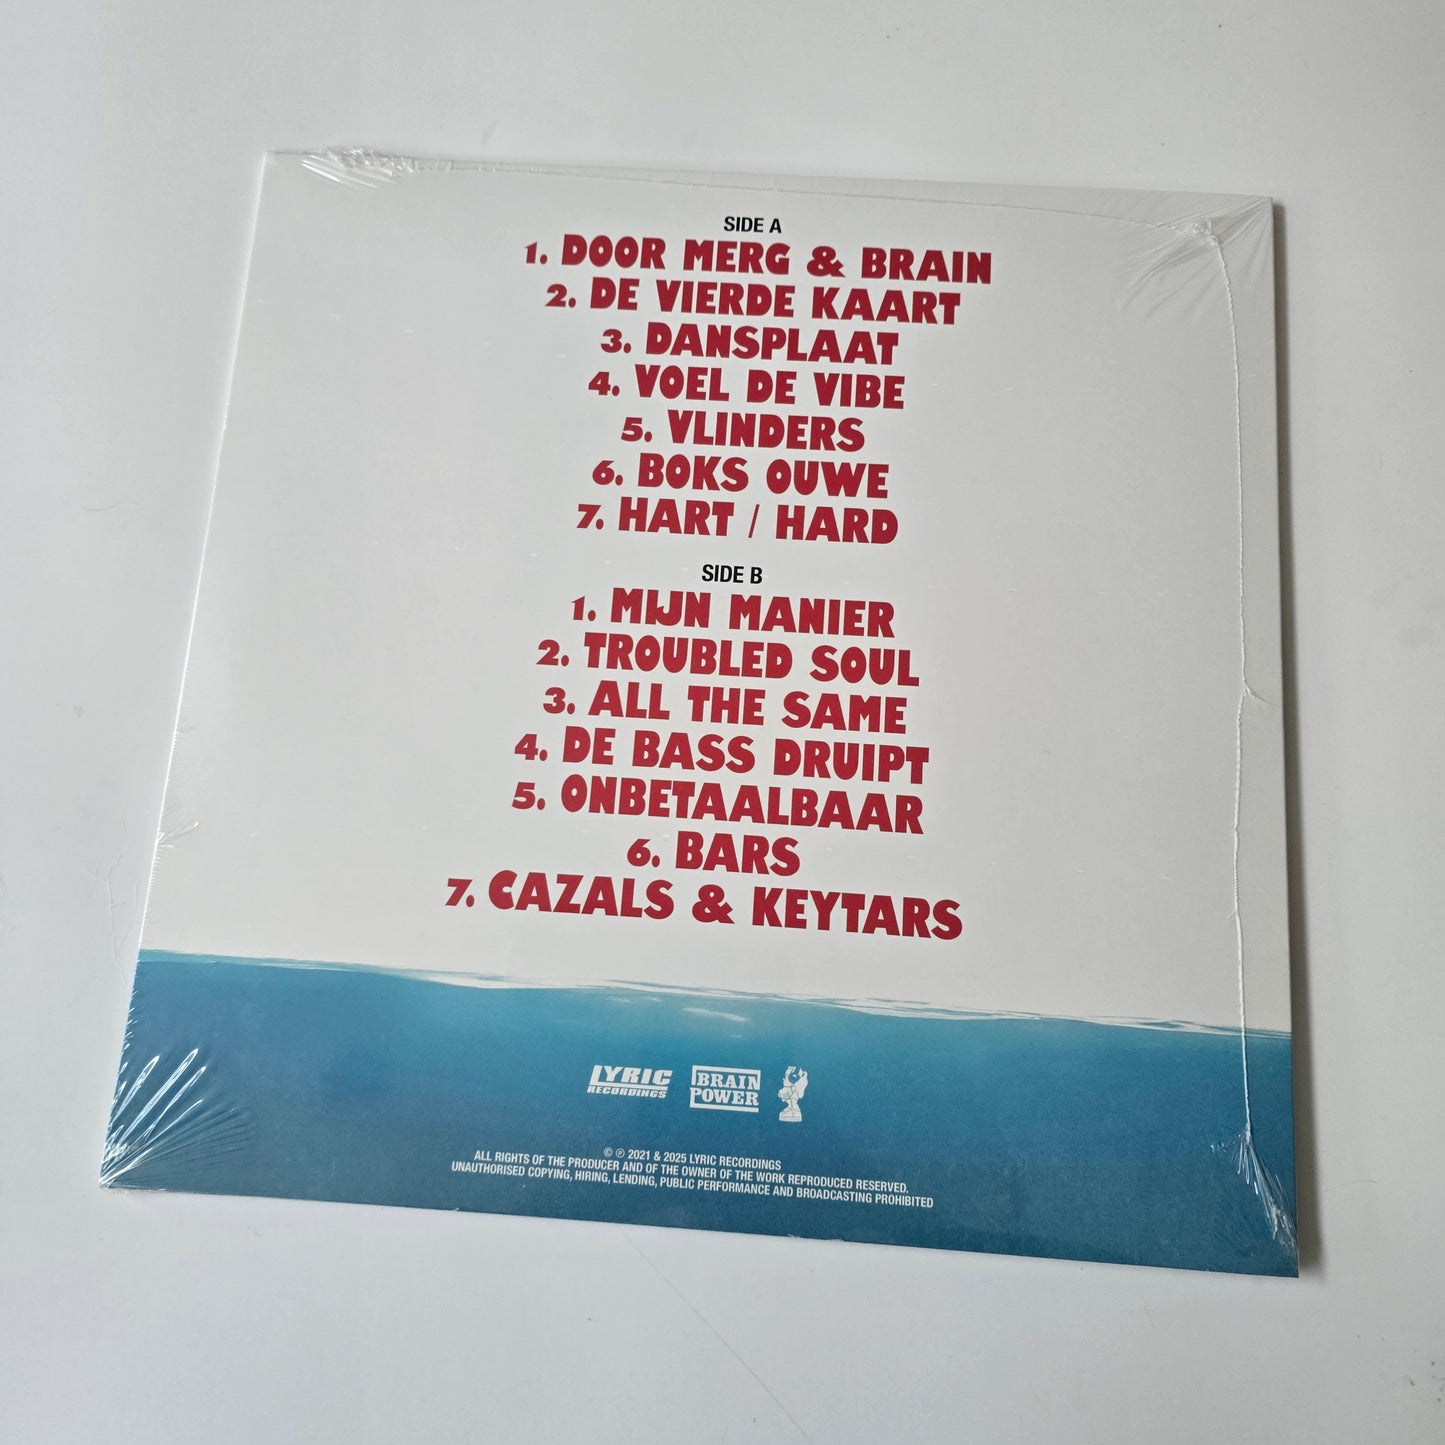 SIDE A
1. DOOR MERG & BRAIN
2. DE VIERDE KAART
3. DANSPLAAT
4. VOEL DE VIBE
5. VLINDERS
6. BOKS OUWE
7. HART / HARD
SIDE B
1. MIJN MANIER
2. TROUBLED SOUL
3. ALL THE SAME
4. DE BASS DRUIPT
5. ONBETAALBAAR
6. BARS
7. CAZALS & KEYTARS
LYRIC
RECORDINGS
BRAIN
POWER
© ℗ 2021 & 2025 LYRIC RECORDINGS
ALL RIGHTS OF THE PRODUCER AND OF THE OWNER OF THE WORK REPRODUCED RESERVED.
UNAUTHORISED COPYING, HIRING, LENDING, PUBLIC PERFORMANCE AND BROADCASTING PROHIBITED